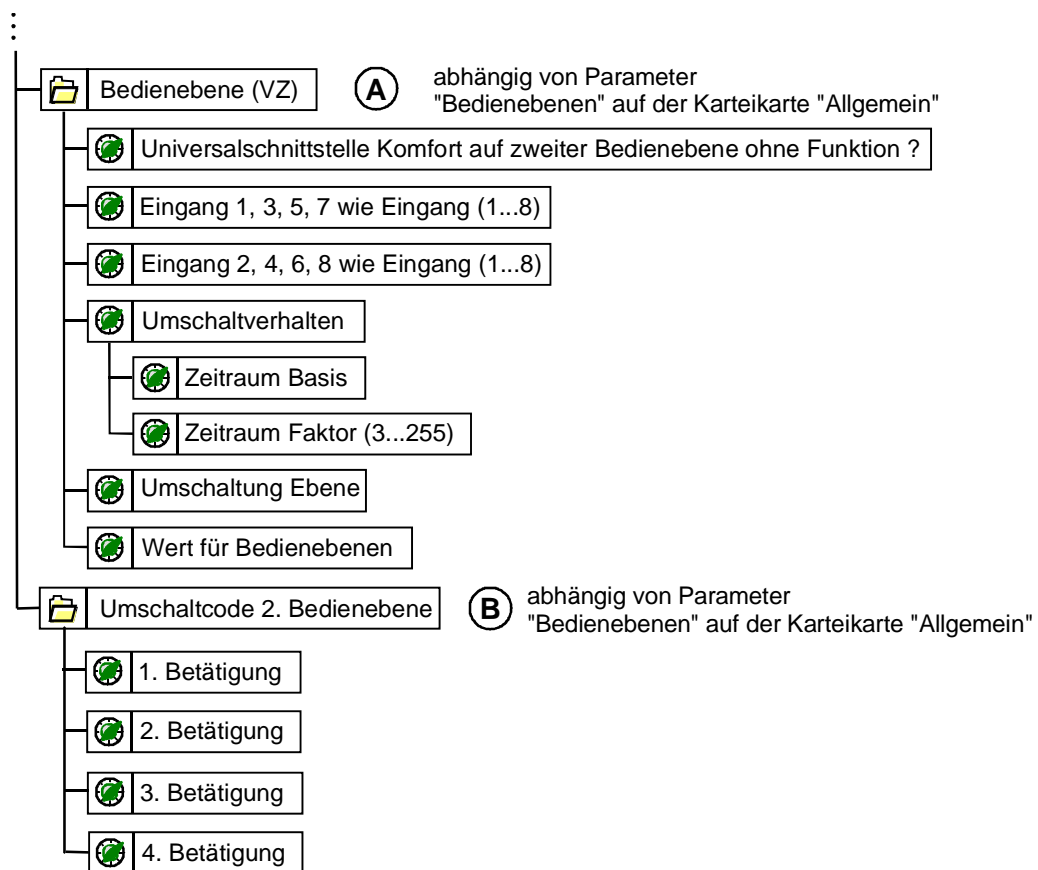 Bedienebene (VZ)
A
abhängig von Parameter
"Bedienebenen" auf der Karteikarte "Allgemein"
Universalschnittstelle Komfort auf zweiter Bedienebene ohne Funktion ?
Eingang 1, 3, 5, 7 wie Eingang (1...8)
Eingang 2, 4, 6, 8 wie Eingang (1...8)
Umschaltverhalten
Zeitraum Basis
Zeitraum Faktor (3...255)
Umschaltung Ebene
Wert für Bedienebenen
Umschaltcode 2. Bedienebene
B
abhängig von Parameter
"Bedienebenen" auf der Karteikarte "Allgemein"
1. Betätigung
2. Betätigung
3. Betätigung
4. Betätigung